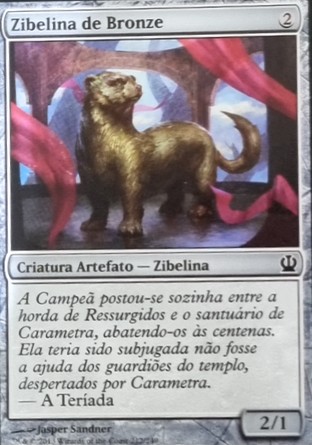 Zibelina de Bronze 2
Criatura Artefato — Zibelina
A Campeã postou-se sozinha entre a
horda de Ressurgidos e o santuário de
Carametra, abatendo-os às centenas.
Ela teria sido subjugada não fosse
a ajuda dos guardiões do templo,
despertados por Carametra.
— A Teríada
Jasper Sandner
2/1